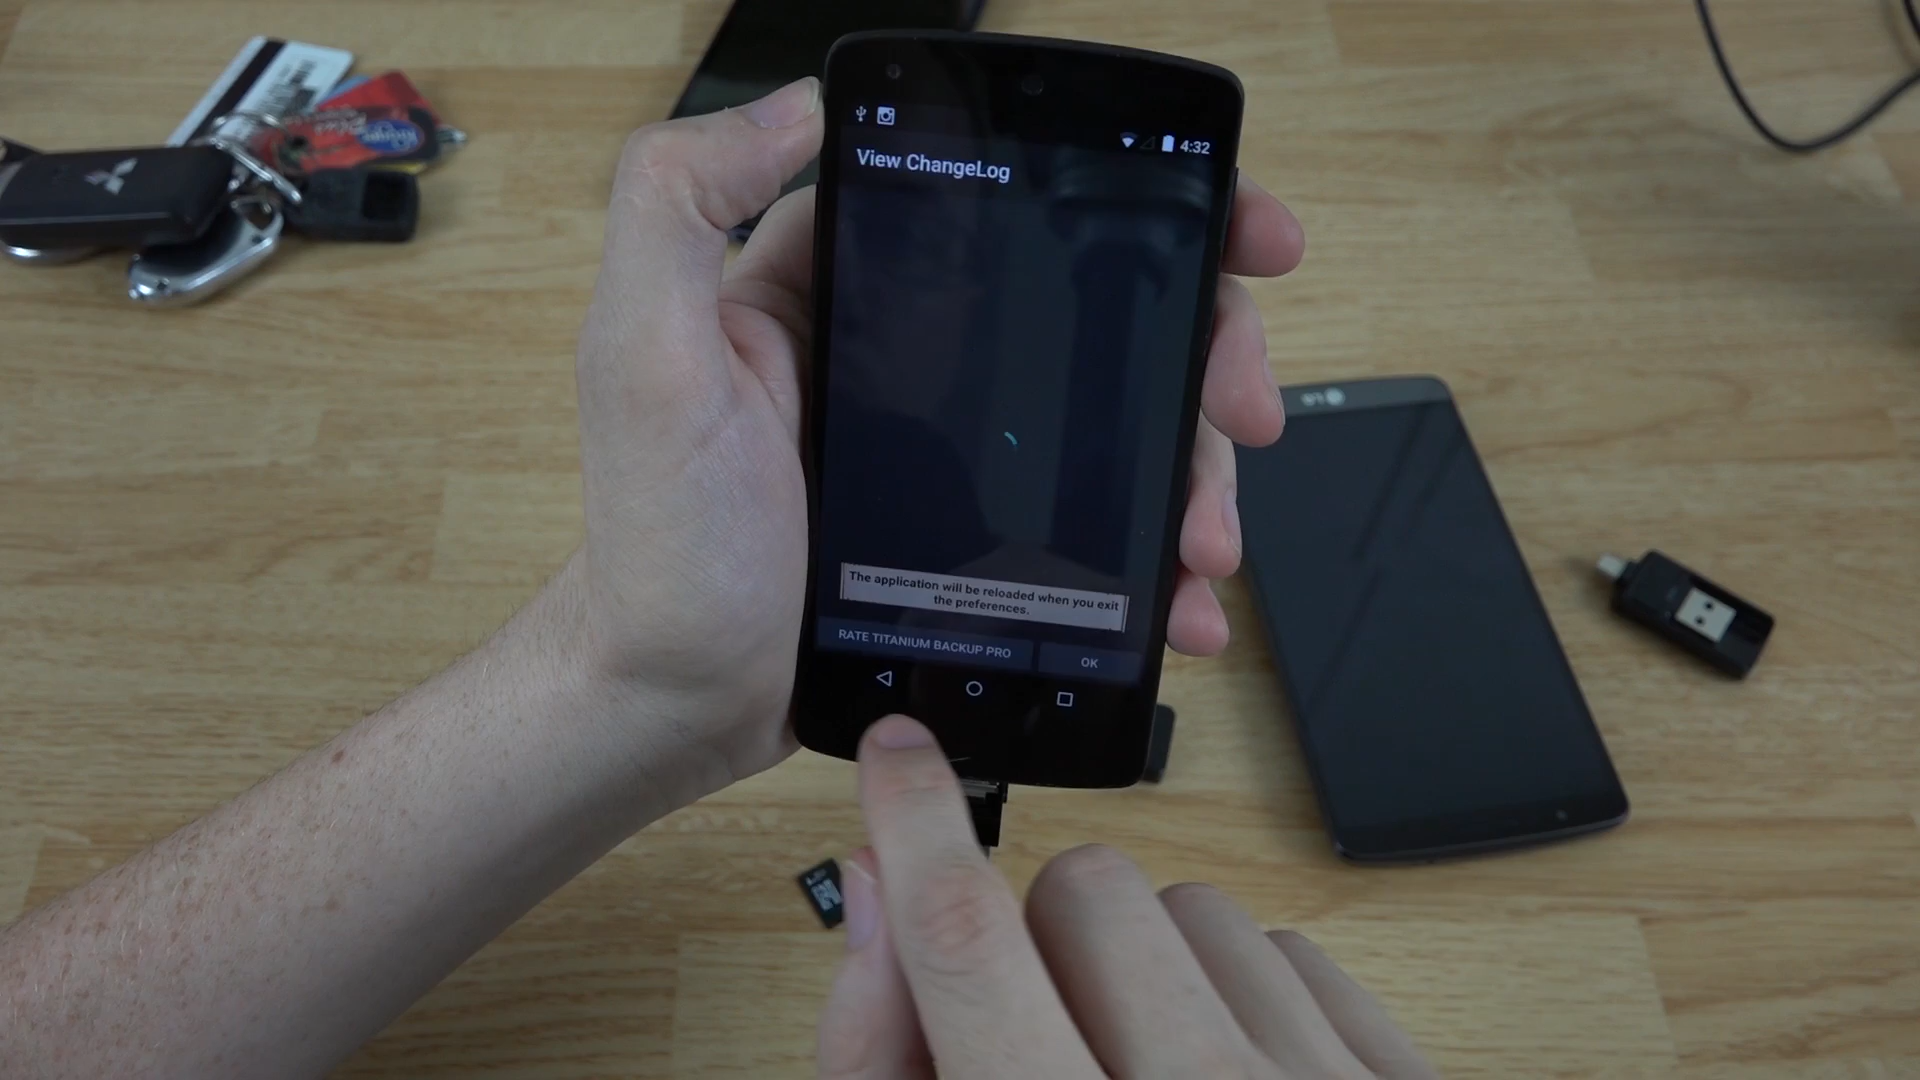 4:32
View ChangeLog
The application will be reloaded when you exit
the preferences.
RATE TITANIUM BACKUP PRO
OK
LG